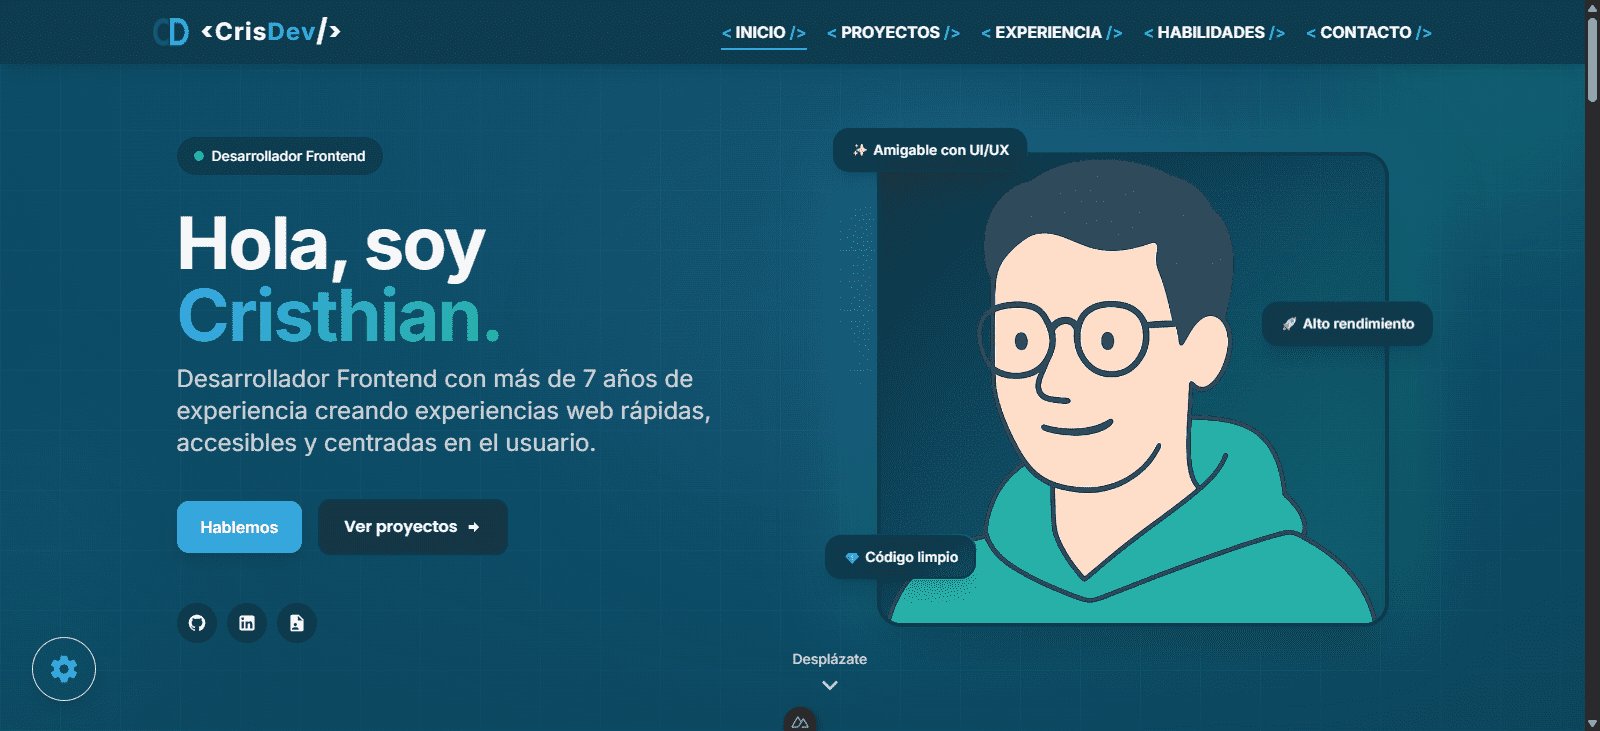 <CrisDev/>
< INICIO />
< PROYECTOS />
< EXPERIENCIA />
< HABILIDADES />
< CONTACTO />
Desarrollador Frontend
Hola, soy
Cristhian.
Desarrollador Frontend con más de 7 años de
experiencia creando experiencias web rápidas,
accesibles y centradas en el usuario.
Hablemos
Ver proyectos ➜
✨ Amigable con UI/UX
🚀 Alto rendimiento
💎 Código limpio
Desplázate